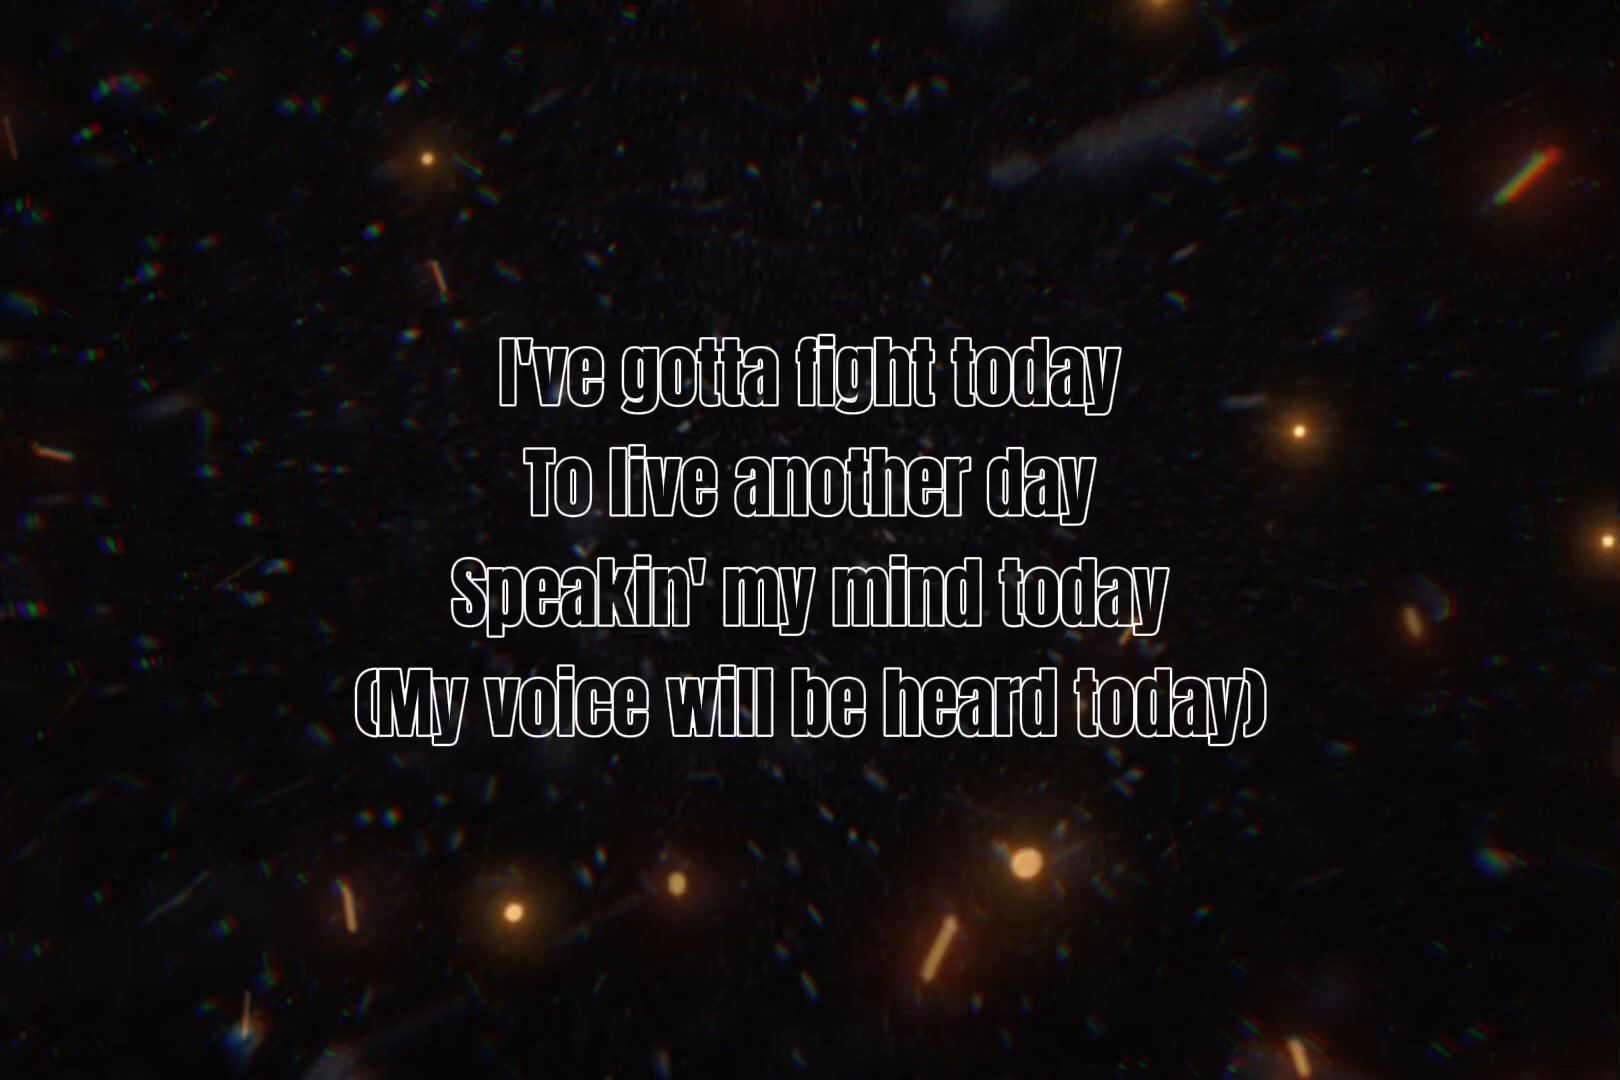 I've gotta fight today
To live another day
Speakin' my mind today
(My voice will be heard today)